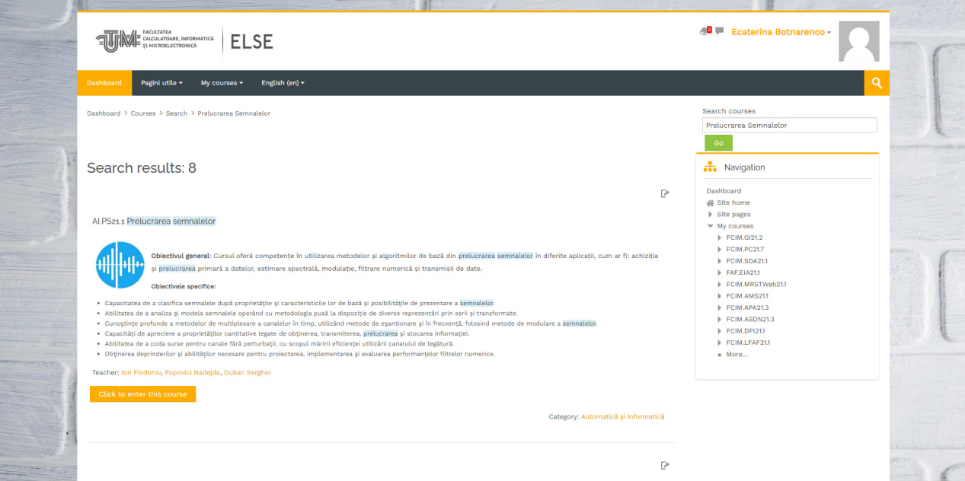 UTM
FACULTATEA
CALCULATOARE, INFORMATICĂ
ȘI MICROELECTRONICĂ
ELSE
2
Ecaterina Botnarenco
Dashboard
Pagini utile
My courses
English (en)
Dashboard > Courses > Search > Prelucrarea Semnalelor
Search results: 8
AI.PS21.1 Prelucrarea semnalelor
Obiectivul general: Cursul oferă competențe în utilizarea metodelor și algoritmilor de bază din prelucrarea semnalelor în diferite aplicații, cum ar fi: achiziția
și prelucrarea primară a datelor, estimare spectrală, modulație, filtrare numerică și transmisii de date.
Obiectivele specifice:
Capacitatea de a clasifica semnalele după proprietățile și caracteristicile lor de bază și posibilitățile de prezentare a semnalelor.
Abilitatea de a analiza și modela semnalele operând cu metodologia pusă la dispoziție de diverse reprezentări prin serii și transformate.
Cunoștințe profunde a metodelor de multiplexare a canalelor în timp, utilizând metode de eșantionare și în frecvență, folosind metode de modulare a semnalelor.
Capacități de apreciere a proprietăților cantitative legate de obținerea, transmiterea, prelucrarea și stocarea informației.
Abilitatea de a coda surse pentru canale fără perturbații, cu scopul măririi eficienței utilizării canalului de legătură.
Obținerea deprinderilor și abilităților necesare pentru proiectarea, implementarea și evaluarea performanțelor filtrelor numerice.
Teacher: Ion Fiodorov, Popovici Nadejda, Dubac Serghei
Click to enter this course
Category: Automatică și Informatică
Search courses
Prelucrarea Semnalelor
Go
Navigation
Dashboard
Site home
Site pages
My courses
FCIM.GI21.2
FCIM.PC21.7
FCIM.SDA21.1
FAF.EIA21.1
FCIM.MRGTWeb21.1
FCIM.AMS21.1
FCIM.APA21.3
FCIM.ASDN21.3
FCIM.DPI21.1
FCIM.LFAF21.1
More...